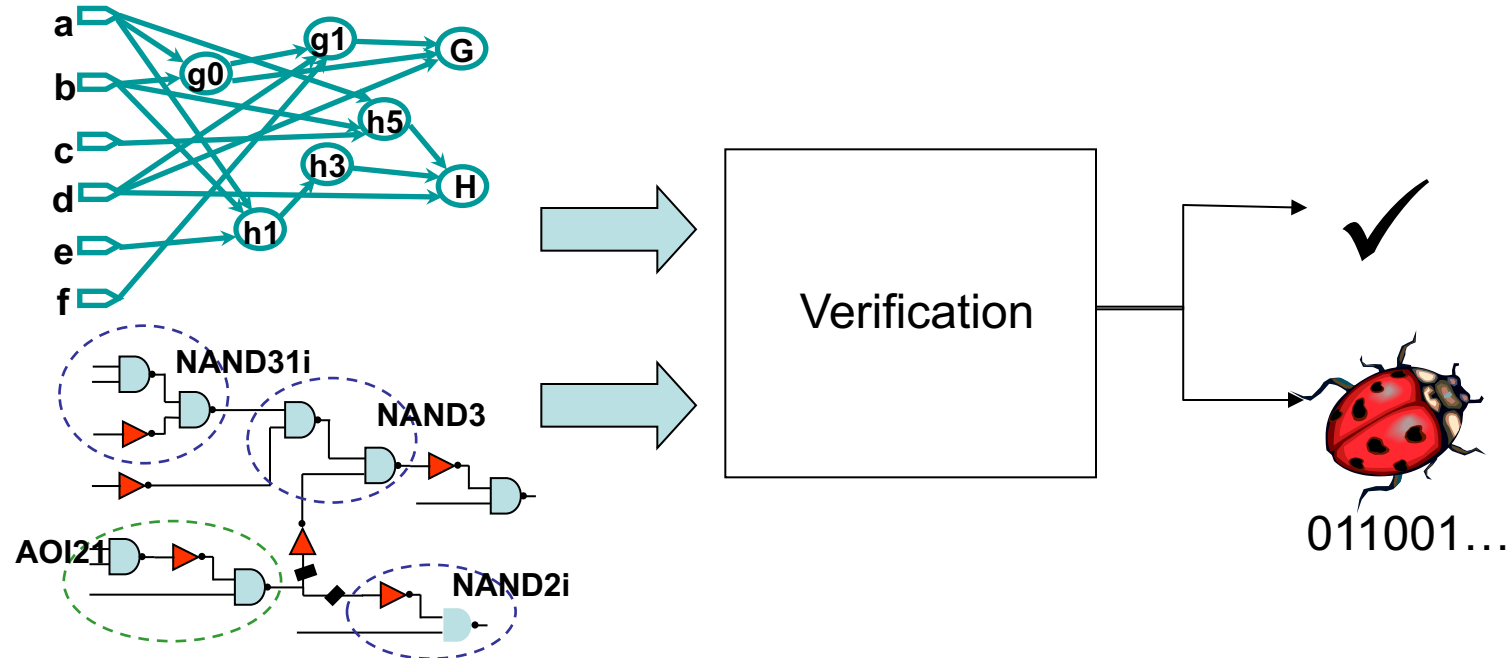 a
b
c
d
e
f
g0
g1
G
h5
h3
H
h1
NAND31i
NAND3
AOI21
NAND2i
Verification
011001...